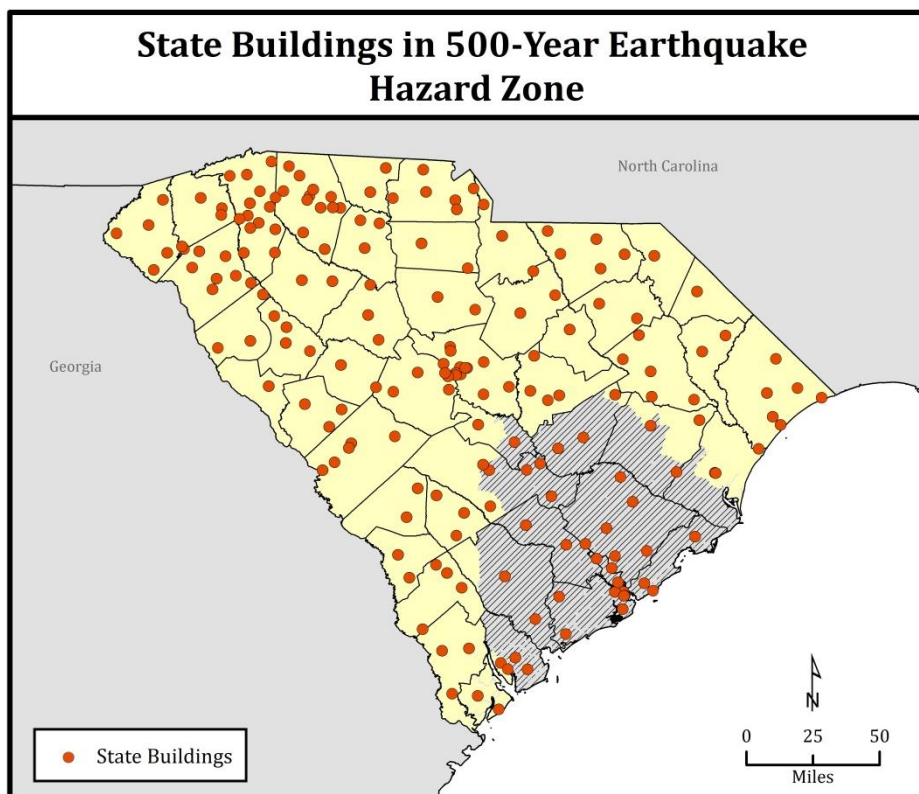 State Buildings in 500-Year Earthquake
Hazard Zone
North Carolina
Georgia
N
State Buildings
0 25 50
Miles